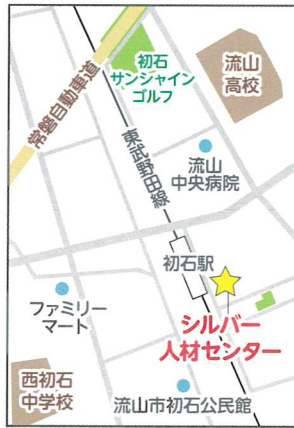 初石
サンシャイン
ゴルフ
流山
高校
常磐自動車道
東武野田線
流山
中央病院
初石駅
ファミリー
マート
シルバー
人材センター
西初石
中学校
流山市初石公民館